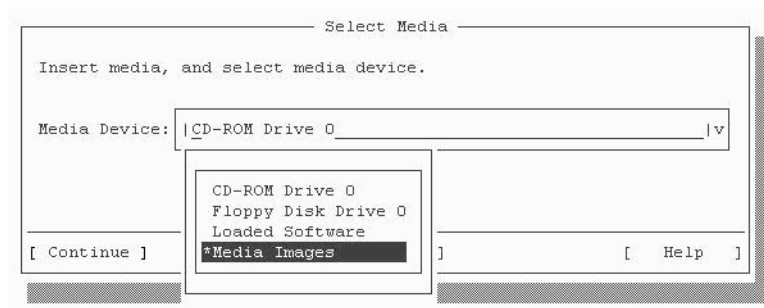 Select Media
Insert media, and select media device.
Media Device: |CD-ROM Drive 0|v
CD-ROM Drive 0
Floppy Disk Drive 0
Loaded Software
*Media Images
[ Continue ] ] [ Help ]